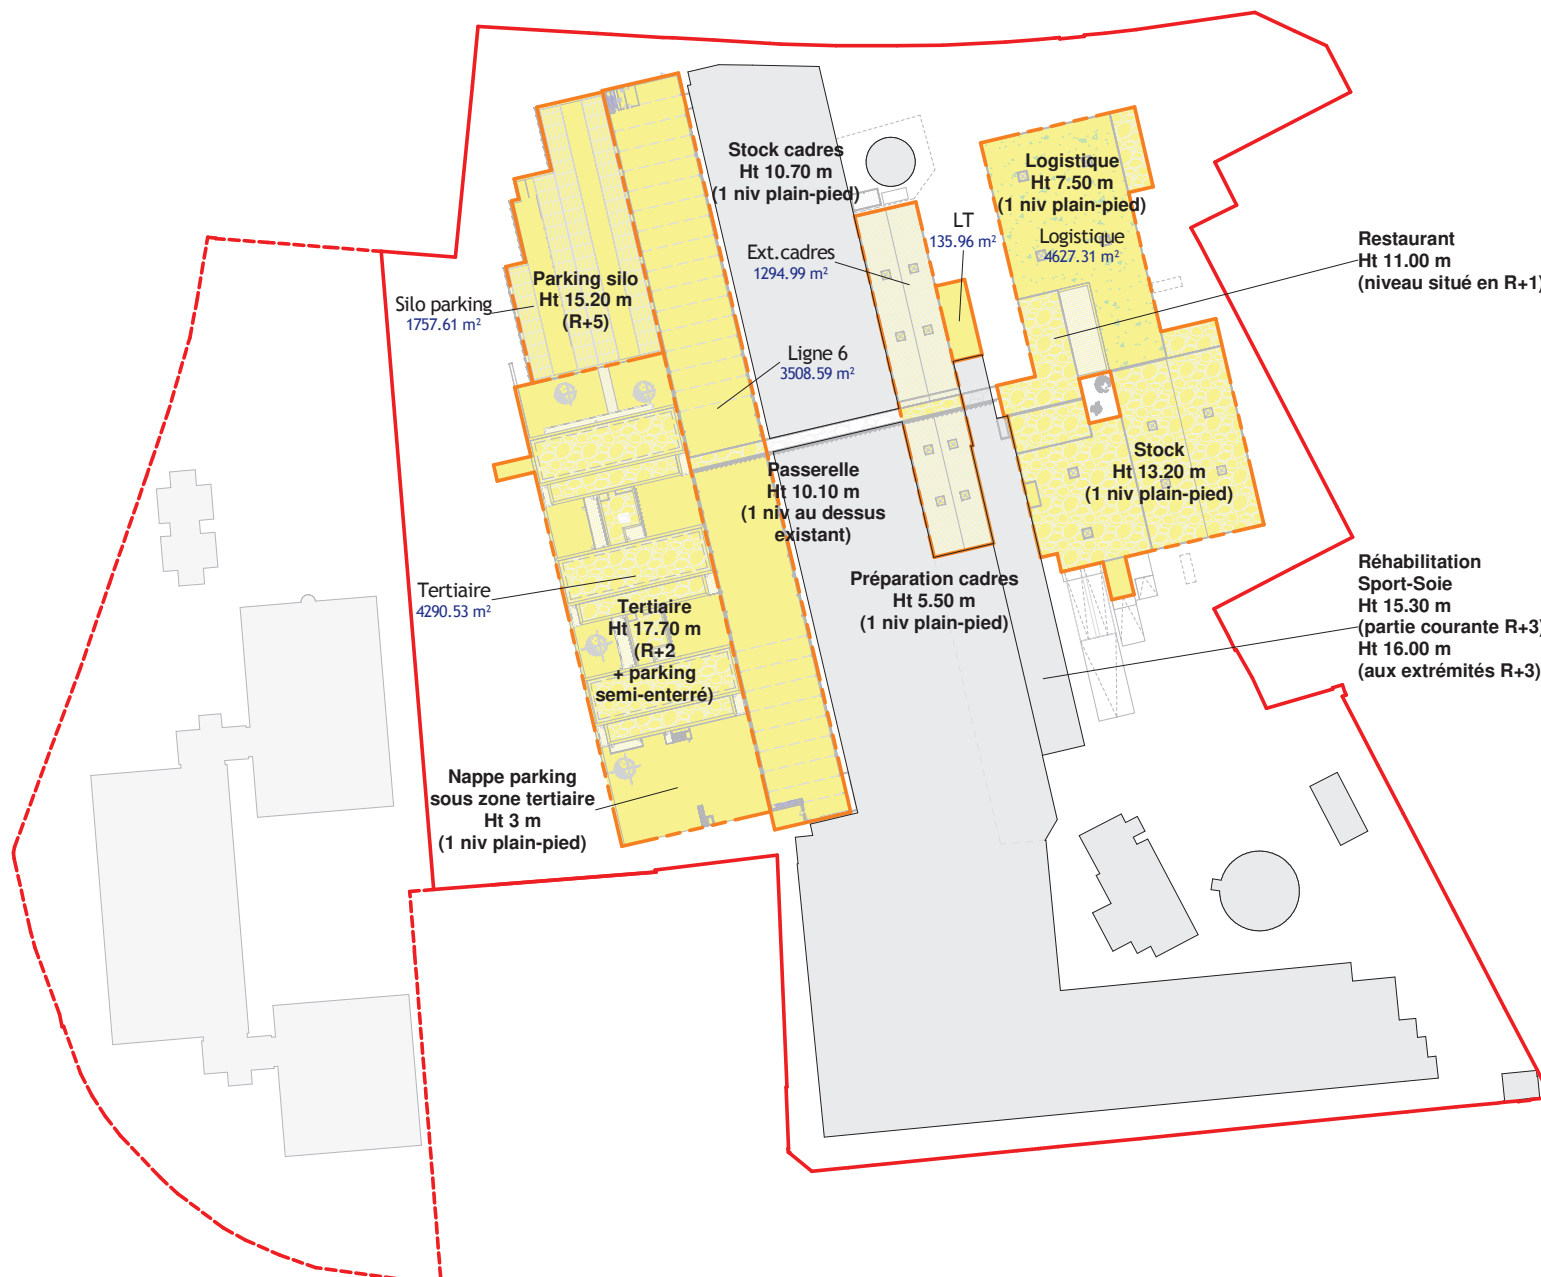 Stock cadres
Ht 10.70 m
(1 niv plain-pied)
Logistique
Ht 7.50 m
(1 niv plain-pied)
Logistique
4627.31 m²
LT
135.96 m²
Ext.cadres
1294.99 m²
Restaurant
Ht 11.00 m
(niveau situé en R+1)
Parking silo
Ht 15.20 m
(R+5)
Silo parking
1757.61 m²
Ligne 6
3508.59 m²
Passerelle
Ht 10.10 m
(1 niv au dessus
existant)
Stock
Ht 13.20 m
(1 niv plain-pied)
Préparation cadres
Ht 5.50 m
(1 niv plain-pied)
Réhabilitation
Sport-Soie
Ht 15.30 m
(partie courante R+3)
Ht 16.00 m
(aux extrémités R+3)
Tertiaire
4290.53 m²
Tertiaire
Ht 17.70 m
(R+2
+ parking
semi-enterré)
Nappe parking
sous zone tertiaire
Ht 3 m
(1 niv plain-pied)